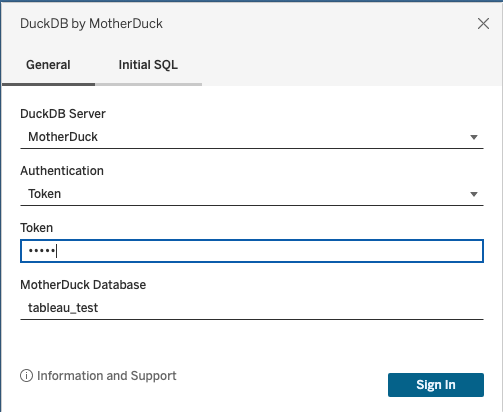 DuckDB by MotherDuck
General Initial SQL
DuckDB Server
MotherDuck
Authentication
Token
Token
•••••
MotherDuck Database
tableau_test
Information and Support
Sign In